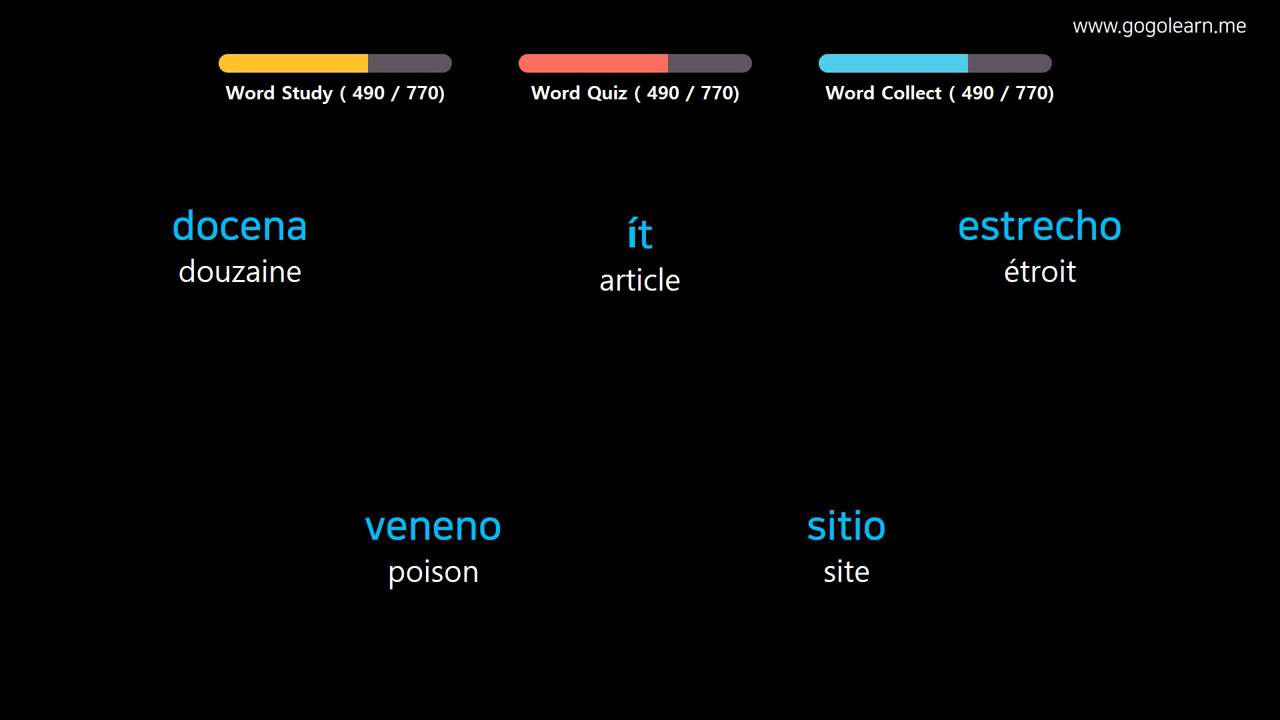 www.gogolearn.me
Word Study ( 490 / 770)
Word Quiz ( 490 / 770)
Word Collect ( 490 / 770)
docena
douzaine
ít
article
estrecho
étroit
veneno
poison
sitio
site